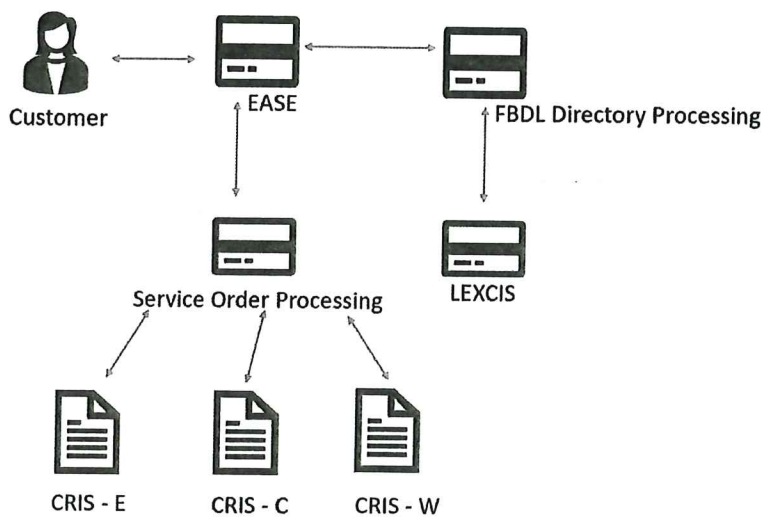 Customer
EASE
FBDL Directory Processing
Service Order Processing
LEXCIS
CRIS - E
CRIS - C
CRIS - W